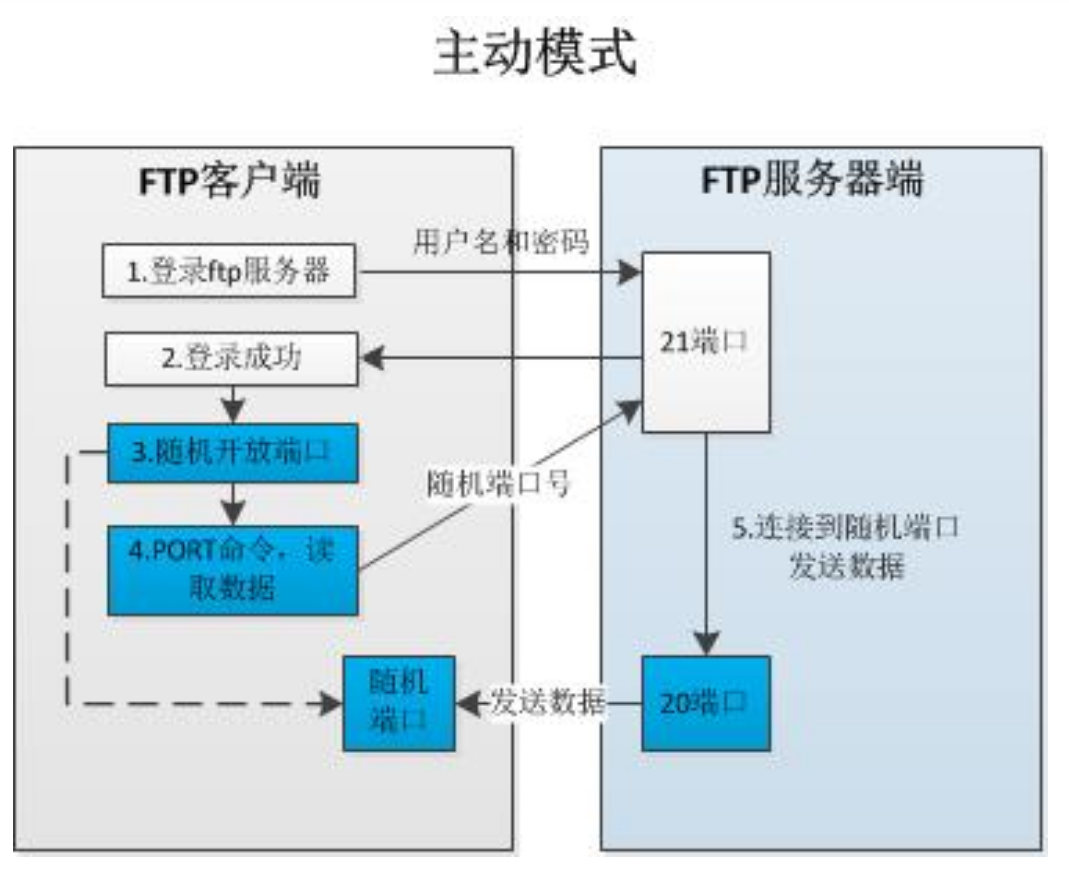 主动模式
FTP客户端
FTP服务器端
用户名和密码
1.登录ftp服务器
21端口
2.登录成功
3.随机开放端口
随机端口号
4.PORT命令，读
取数据
5.连接到随机端口
发送数据
随机
端口
发送数据
20端口